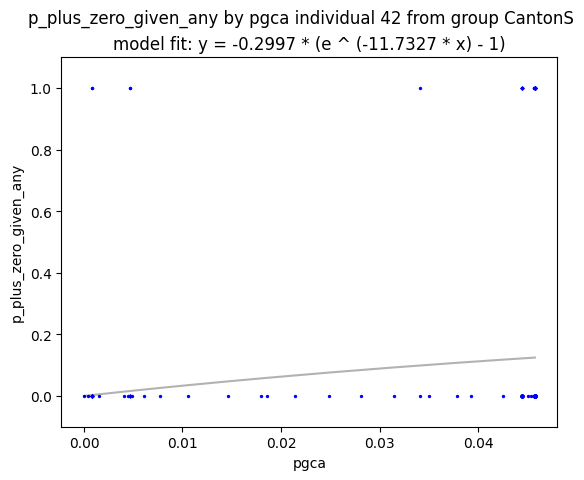 p_plus_zero_given_any by pgca individual 42 from group CantonS
model fit: y = -0.2997 * (e ^ (-11.7327 * x) - 1)
1.0
0.8
0.6
0.4
0.2
0.0
p_plus_zero_given_any
0.00 0.01 0.02 0.03 0.04
pgca